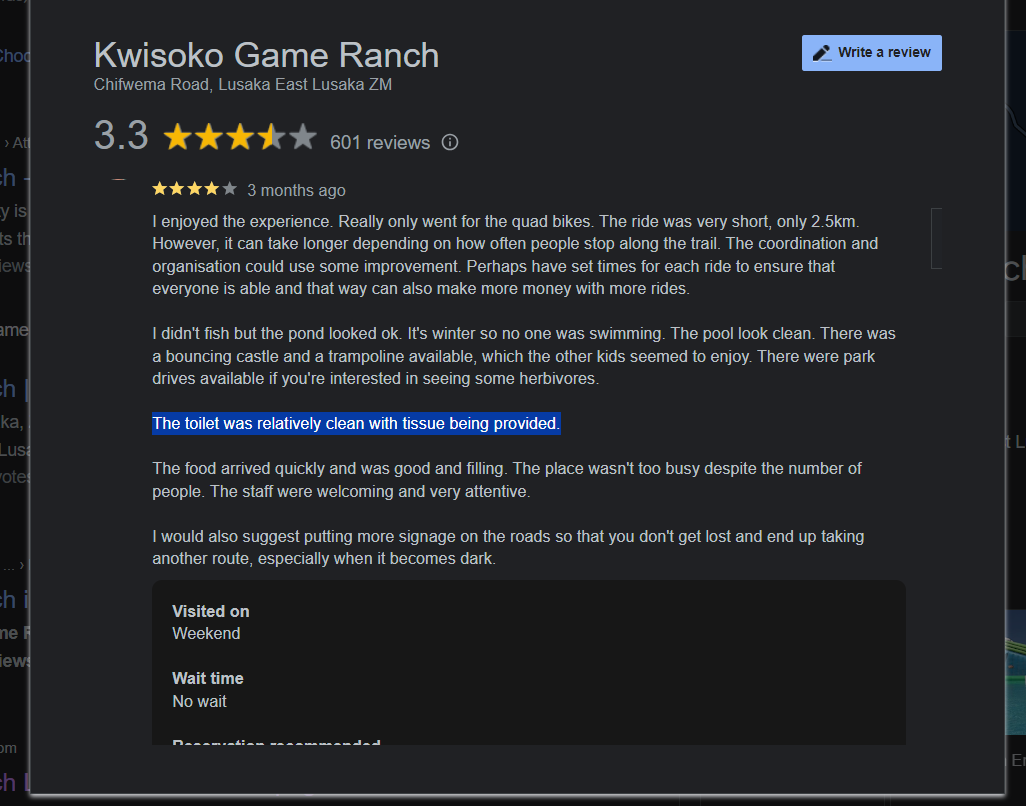 Kwisoko Game Ranch
Write a review
Chifwema Road, Lusaka East Lusaka ZM
3.3
601 reviews
3 months ago
I enjoyed the experience. Really only went for the quad bikes. The ride was very short, only 2.5km.
However, it can take longer depending on how often people stop along the trail. The coordination and
organisation could use some improvement. Perhaps have set times for each ride to ensure that
everyone is able and that way can also make more money with more rides.
I didn't fish but the pond looked ok. It's winter so no one was swimming. The pool look clean. There was
a bouncing castle and a trampoline available, which the other kids seemed to enjoy. There were park
drives available if you're interested in seeing some herbivores.
The toilet was relatively clean with tissue being provided.
The food arrived quickly and was good and filling. The place wasn't too busy despite the number of
people. The staff were welcoming and very attentive.
I would also suggest putting more signage on the roads so that you don't get lost and end up taking
another route, especially when it becomes dark.
Visited on
Weekend
Wait time
No wait
Reservation recommended